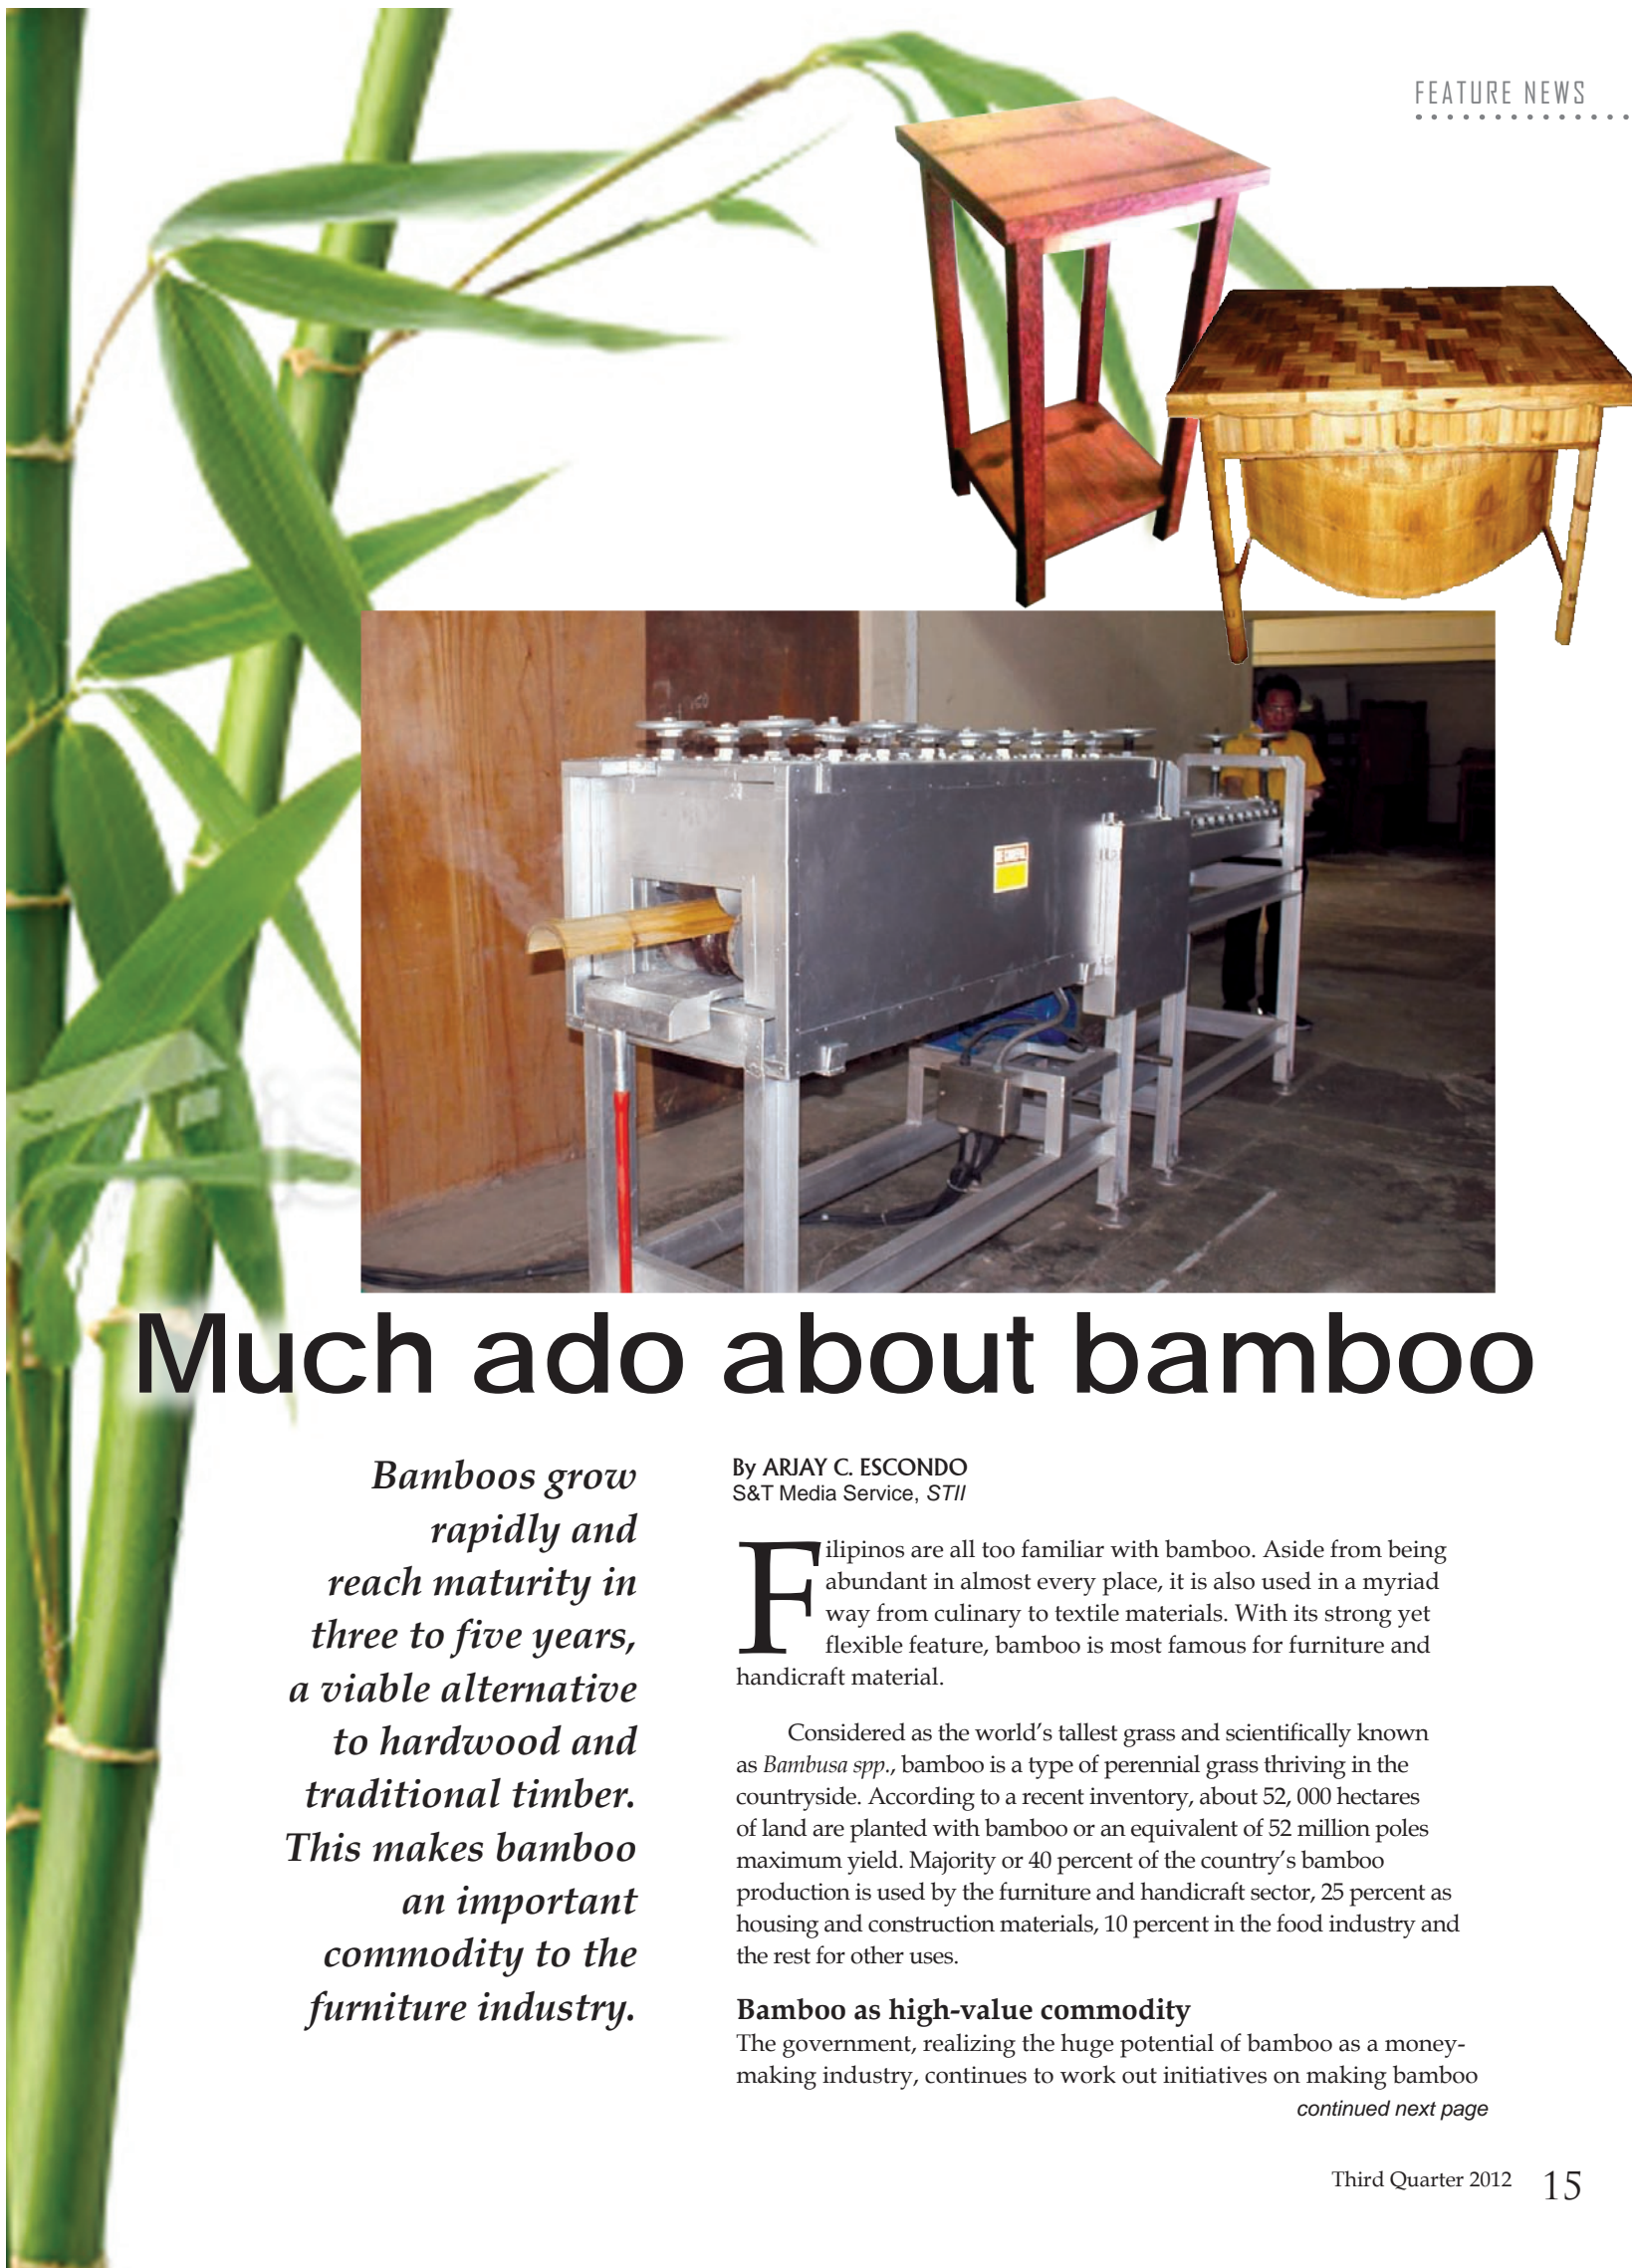 FEATURE NEWS
Much ado about bamboo
Bamboos grow
rapidly and
reach maturity in
three to five years,
a viable alternative
to hardwood and
traditional timber.
This makes bamboo
an important
commodity to the
furniture industry.
By ARJAY C. ESCONDO
S&T Media Service, STII
Filipinos are all too familiar with bamboo. Aside from being
abundant in almost every place, it is also used in a myriad
way from culinary to textile materials. With its strong yet
flexible feature, bamboo is most famous for furniture and
handicraft material.
Considered as the world's tallest grass and scientifically known
as Bambusa spp., bamboo is a type of perennial grass thriving in the
countryside. According to a recent inventory, about 52, 000 hectares
of land are planted with bamboo or an equivalent of 52 million poles
maximum yield. Majority or 40 percent of the country's bamboo
production is used by the furniture and handicraft sector, 25 percent as
housing and construction materials, 10 percent in the food industry and
the rest for other uses.
Bamboo as high-value commodity
The government, realizing the huge potential of bamboo as a money-
making industry, continues to work out initiatives on making bamboo
continued next page
Third Quarter 2012 15